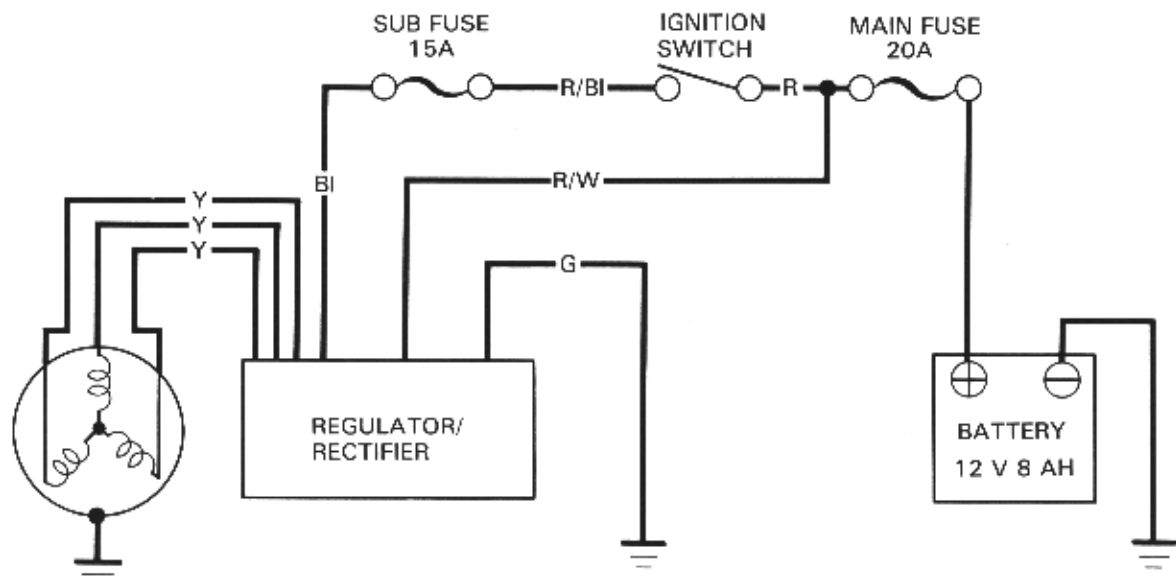 SUB FUSE
15A
IGNITION
SWITCH
MAIN FUSE
20A
R/Bl
R
Bl
R/W
Y
Y
Y
G
REGULATOR/
RECTIFIER
BATTERY
12 V 8 AH